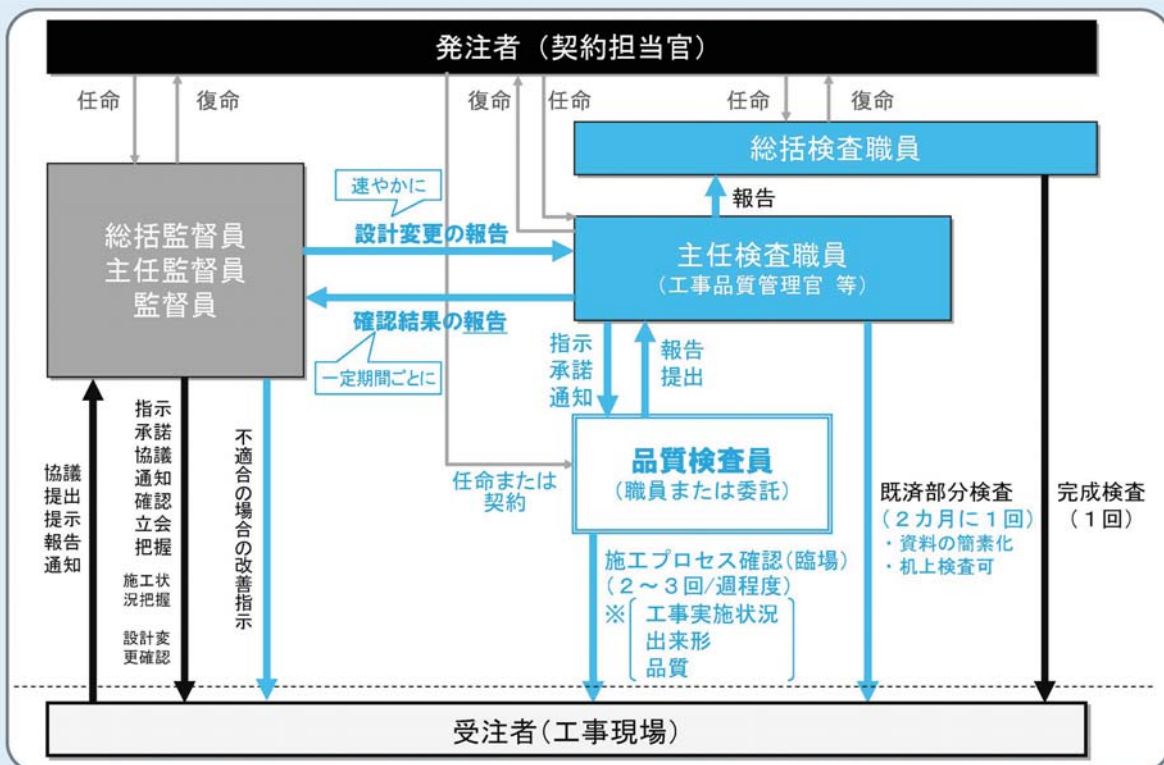 発注者（契約担当官）
任命
復命
復命
任命
任命
復命
総括検査職員
速やかに
報告
総括監督員
主任監督員
監督員
設計変更の報告
主任検査職員
（工事品質管理官 等）
確認結果の報告
一定期間ごとに
指示
承諾
通知
報告
提出
協議
提出
提示
報告
通知
指示
承諾
協議
通知
確認
立会
把握
施工状
況把握
設計変
更確認
不適合の場合の改善指示
任命または
契約
品質検査員
（職員または委託）
既済部分検査
（２カ月に１回）
・資料の簡素化
・机上検査可
完成検査
（１回）
施工プロセス確認（臨場）
（２～３回/週程度）
※ 工事実施状況
出来形
品質
受注者（工事現場）